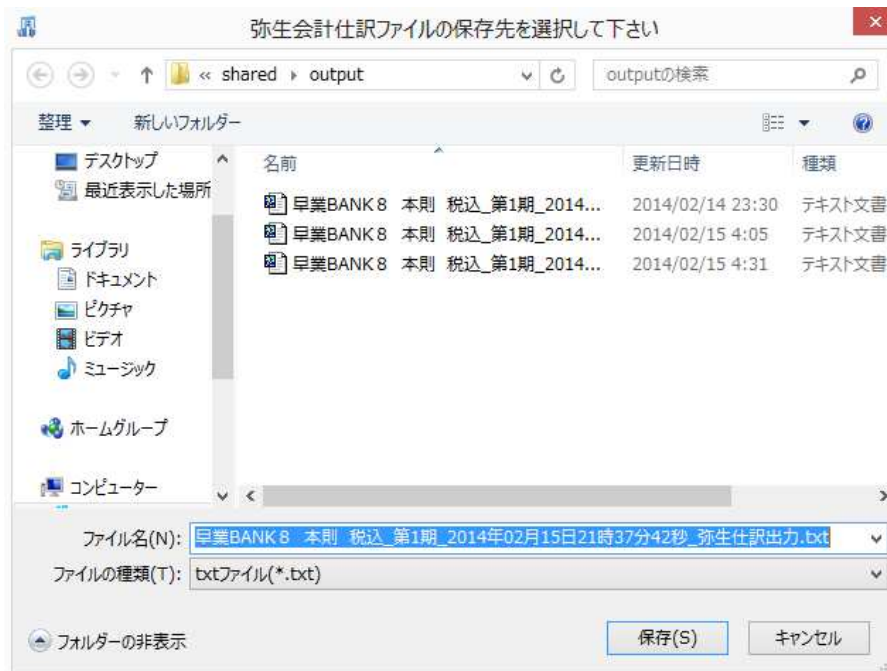 弥生会計仕訳ファイルの保存先を選択して下さい
« shared output
outputの検索
整理 新しいフォルダー
名前 更新日時 種類
早業BANK８　本則　税込_第1期_2014... 2014/02/14 23:30 テキスト文書
早業BANK８　本則　税込_第1期_2014... 2014/02/15 4:05 テキスト文書
早業BANK８　本則　税込_第1期_2014... 2014/02/15 4:31 テキスト文書
デスクトップ
最近表示した場所
ライブラリ
ドキュメント
ピクチャ
ビデオ
ミュージック
ホームグループ
コンピューター
ファイル名(N): 早業BANK８　本則　税込_第1期_2014年02月15日21時37分42秒_弥生仕訳出力.txt
ファイルの種類(T): txtファイル(*.txt)
フォルダーの非表示
保存(S) キャンセル